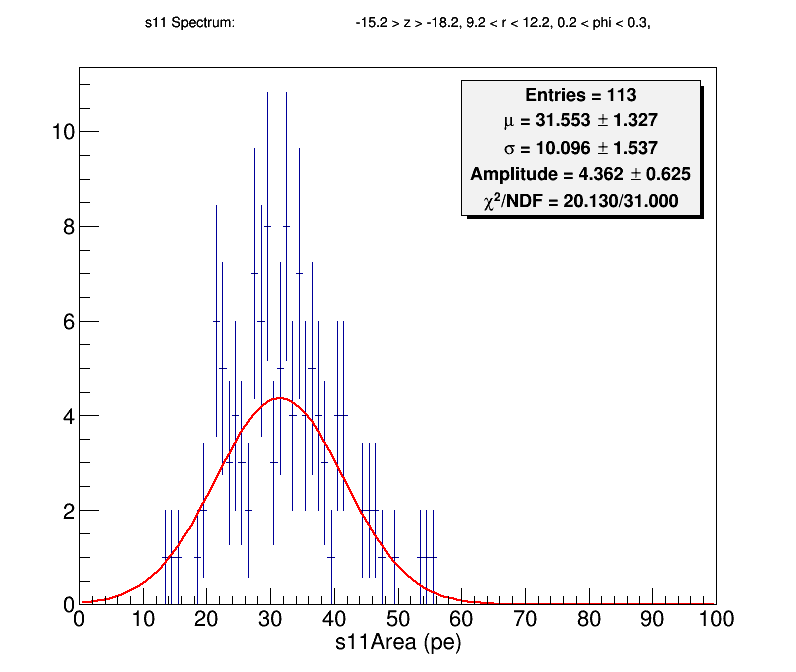 s11 Spectrum: -15.2 > z > -18.2, 9.2 < r < 12.2, 0.2 < phi < 0.3,
Entries = 113
μ = 31.553 ± 1.327
σ = 10.096 ± 1.537
Amplitude = 4.362 ± 0.625
χ²/NDF = 20.130/31.000
10
8
6
4
2
0
0 10 20 30 40 50 60 70 80 90 100
s11Area (pe)